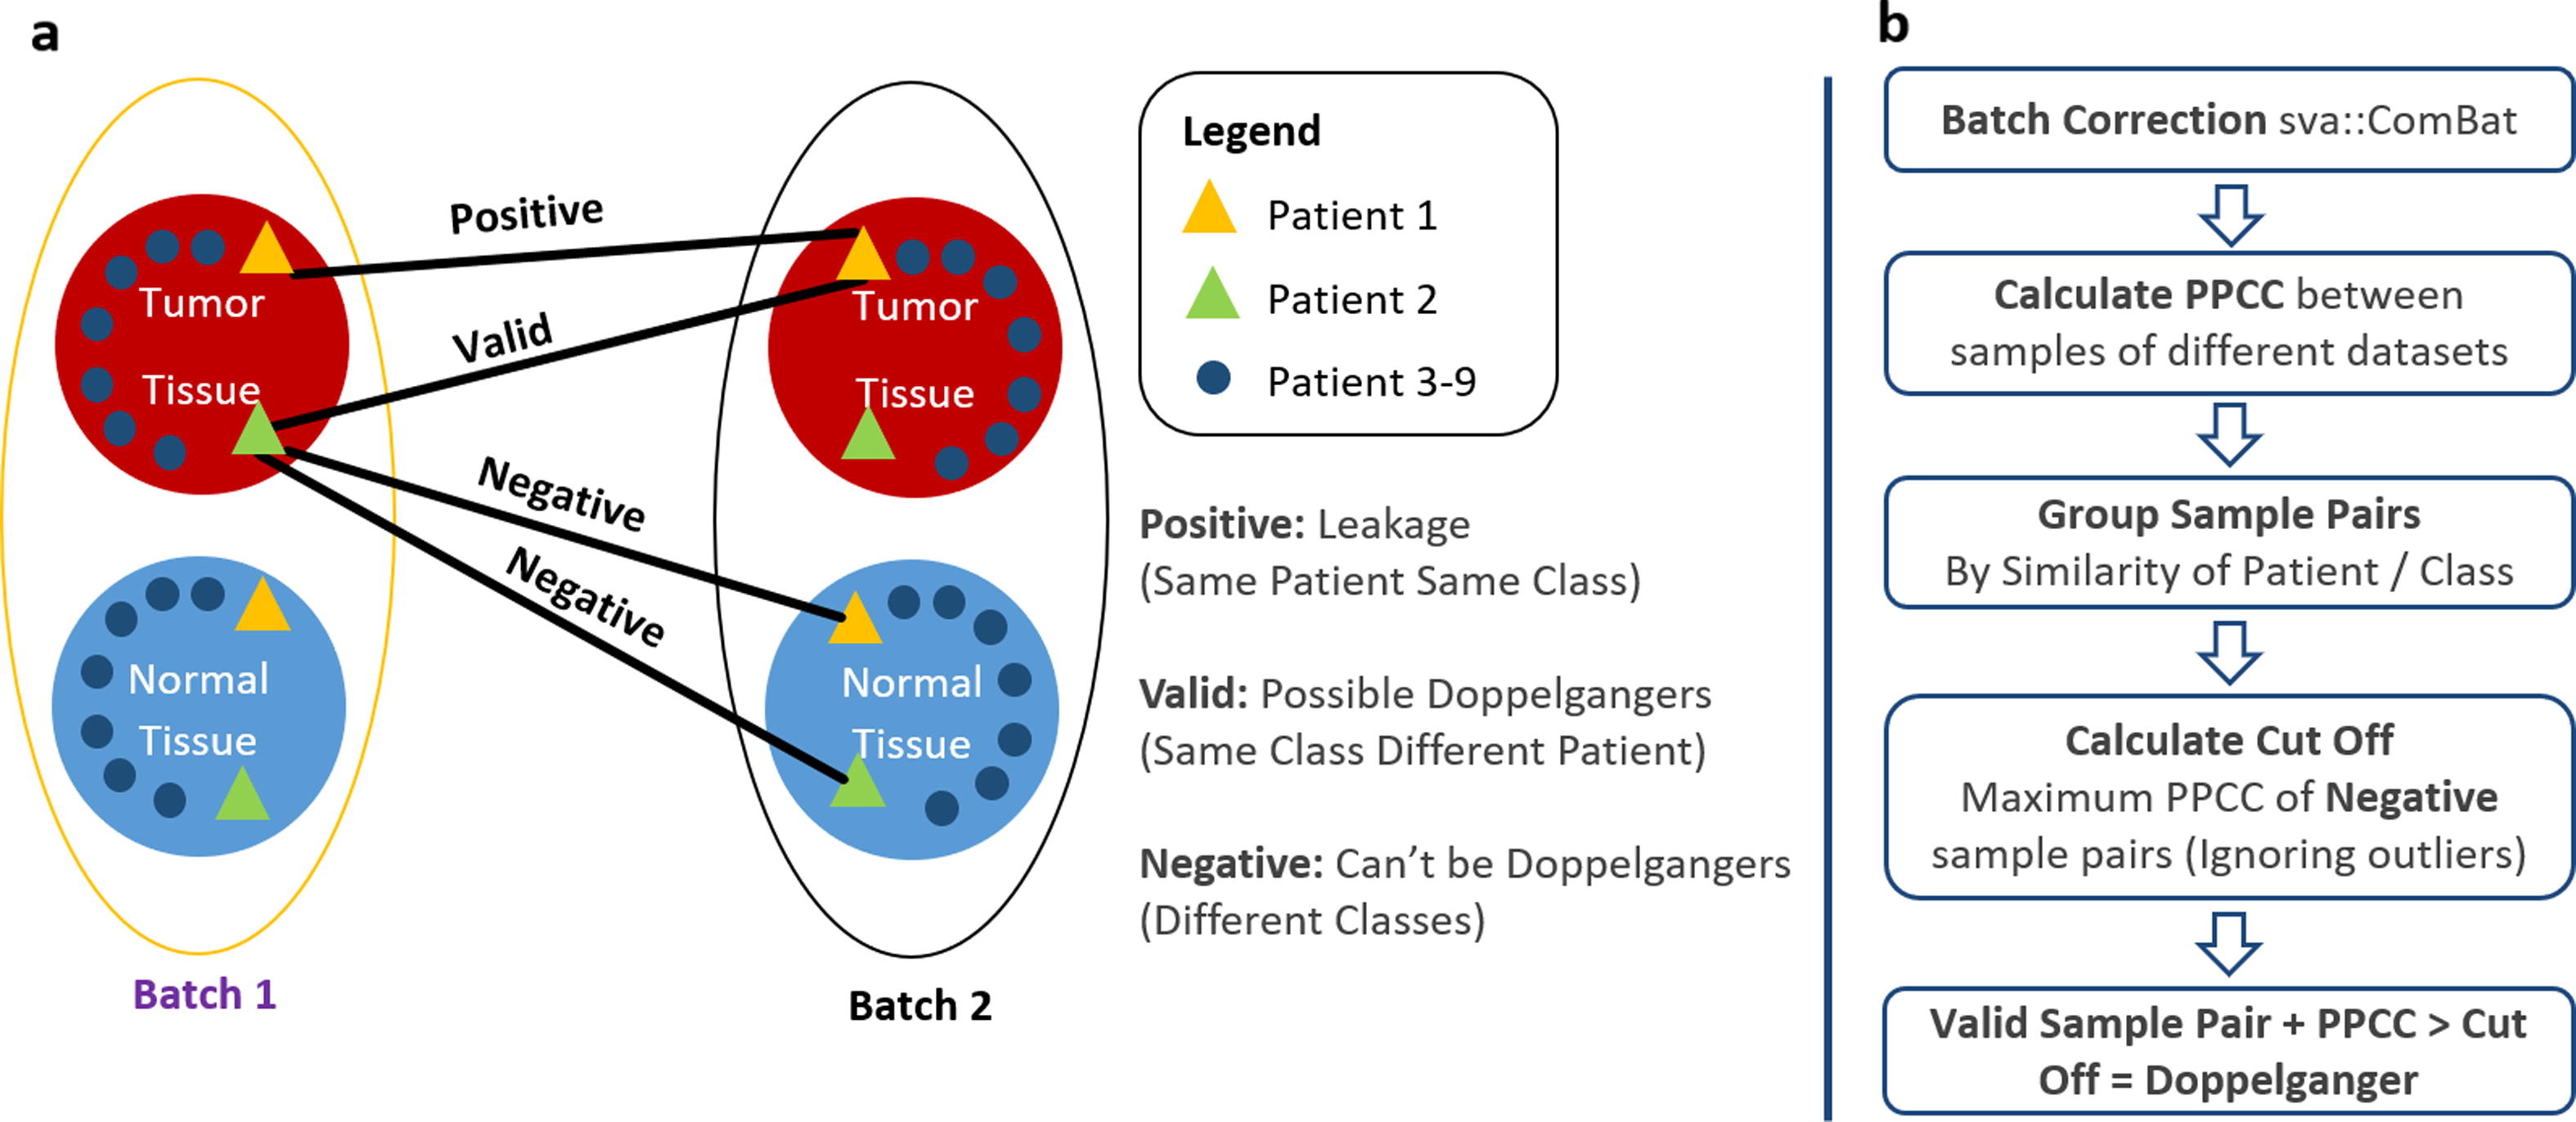 a
Positive
Valid
Negative
Negative
Tumor
Tissue
Normal
Tissue
Batch 1
Tumor
Tissue
Normal
Tissue
Batch 2
Legend
Patient 1
Patient 2
Patient 3-9
Positive: Leakage
(Same Patient Same Class)
Valid: Possible Doppelgangers
(Same Class Different Patient)
Negative: Can’t be Doppelgangers
(Different Classes)
b
Batch Correction sva::ComBat
Calculate PPCC between
samples of different datasets
Group Sample Pairs
By Similarity of Patient / Class
Calculate Cut Off
Maximum PPCC of Negative
sample pairs (Ignoring outliers)
Valid Sample Pair + PPCC > Cut
Off = Doppelganger